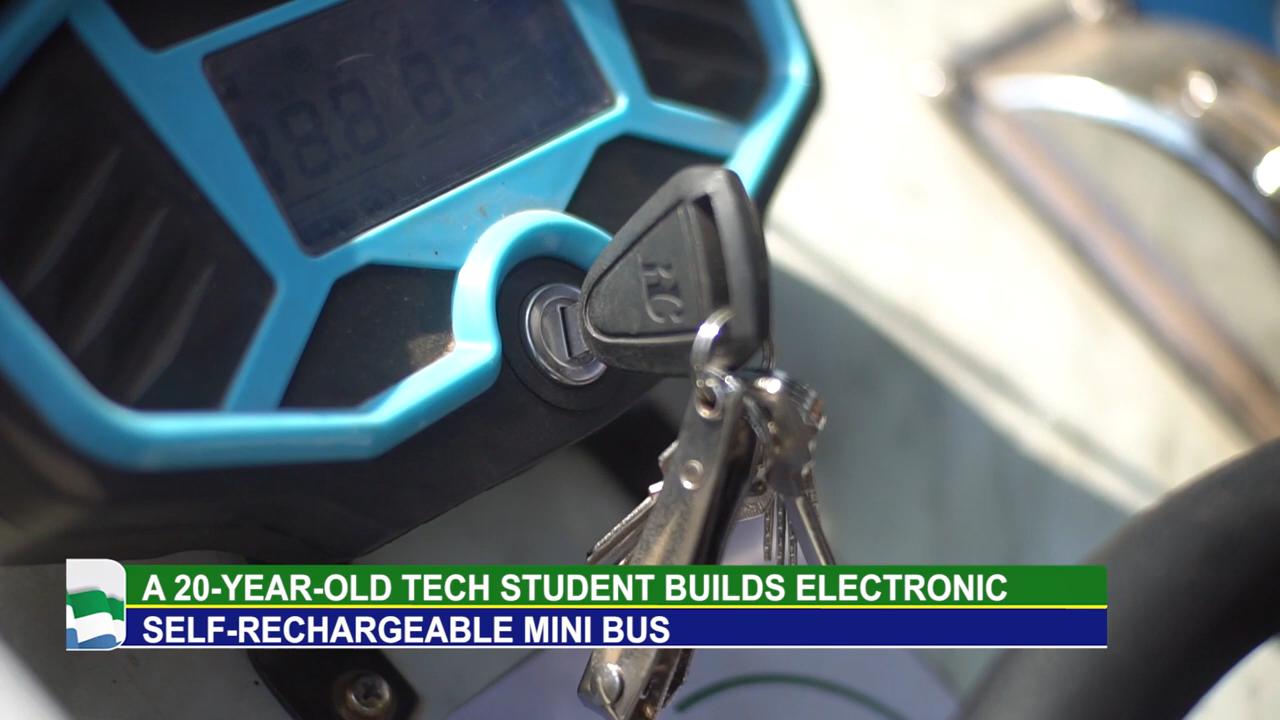 A 20-YEAR-OLD TECH STUDENT BUILDS ELECTRONIC
SELF-RECHARGEABLE MINI BUS